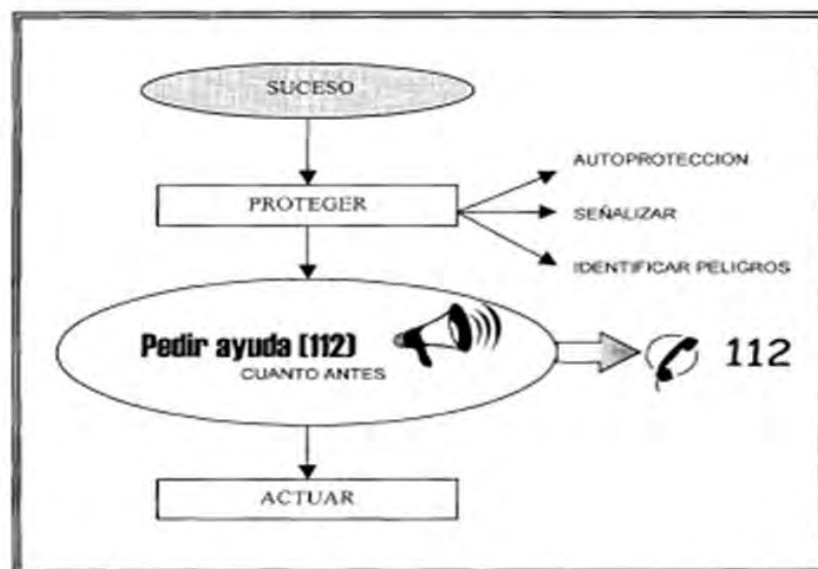 SUCESO
PROTEGER
AUTOPROTECCION
SEÑALIZAR
IDENTIFICAR PELIGROS
Pedir ayuda (112)
CUANTO ANTES
112
ACTUAR